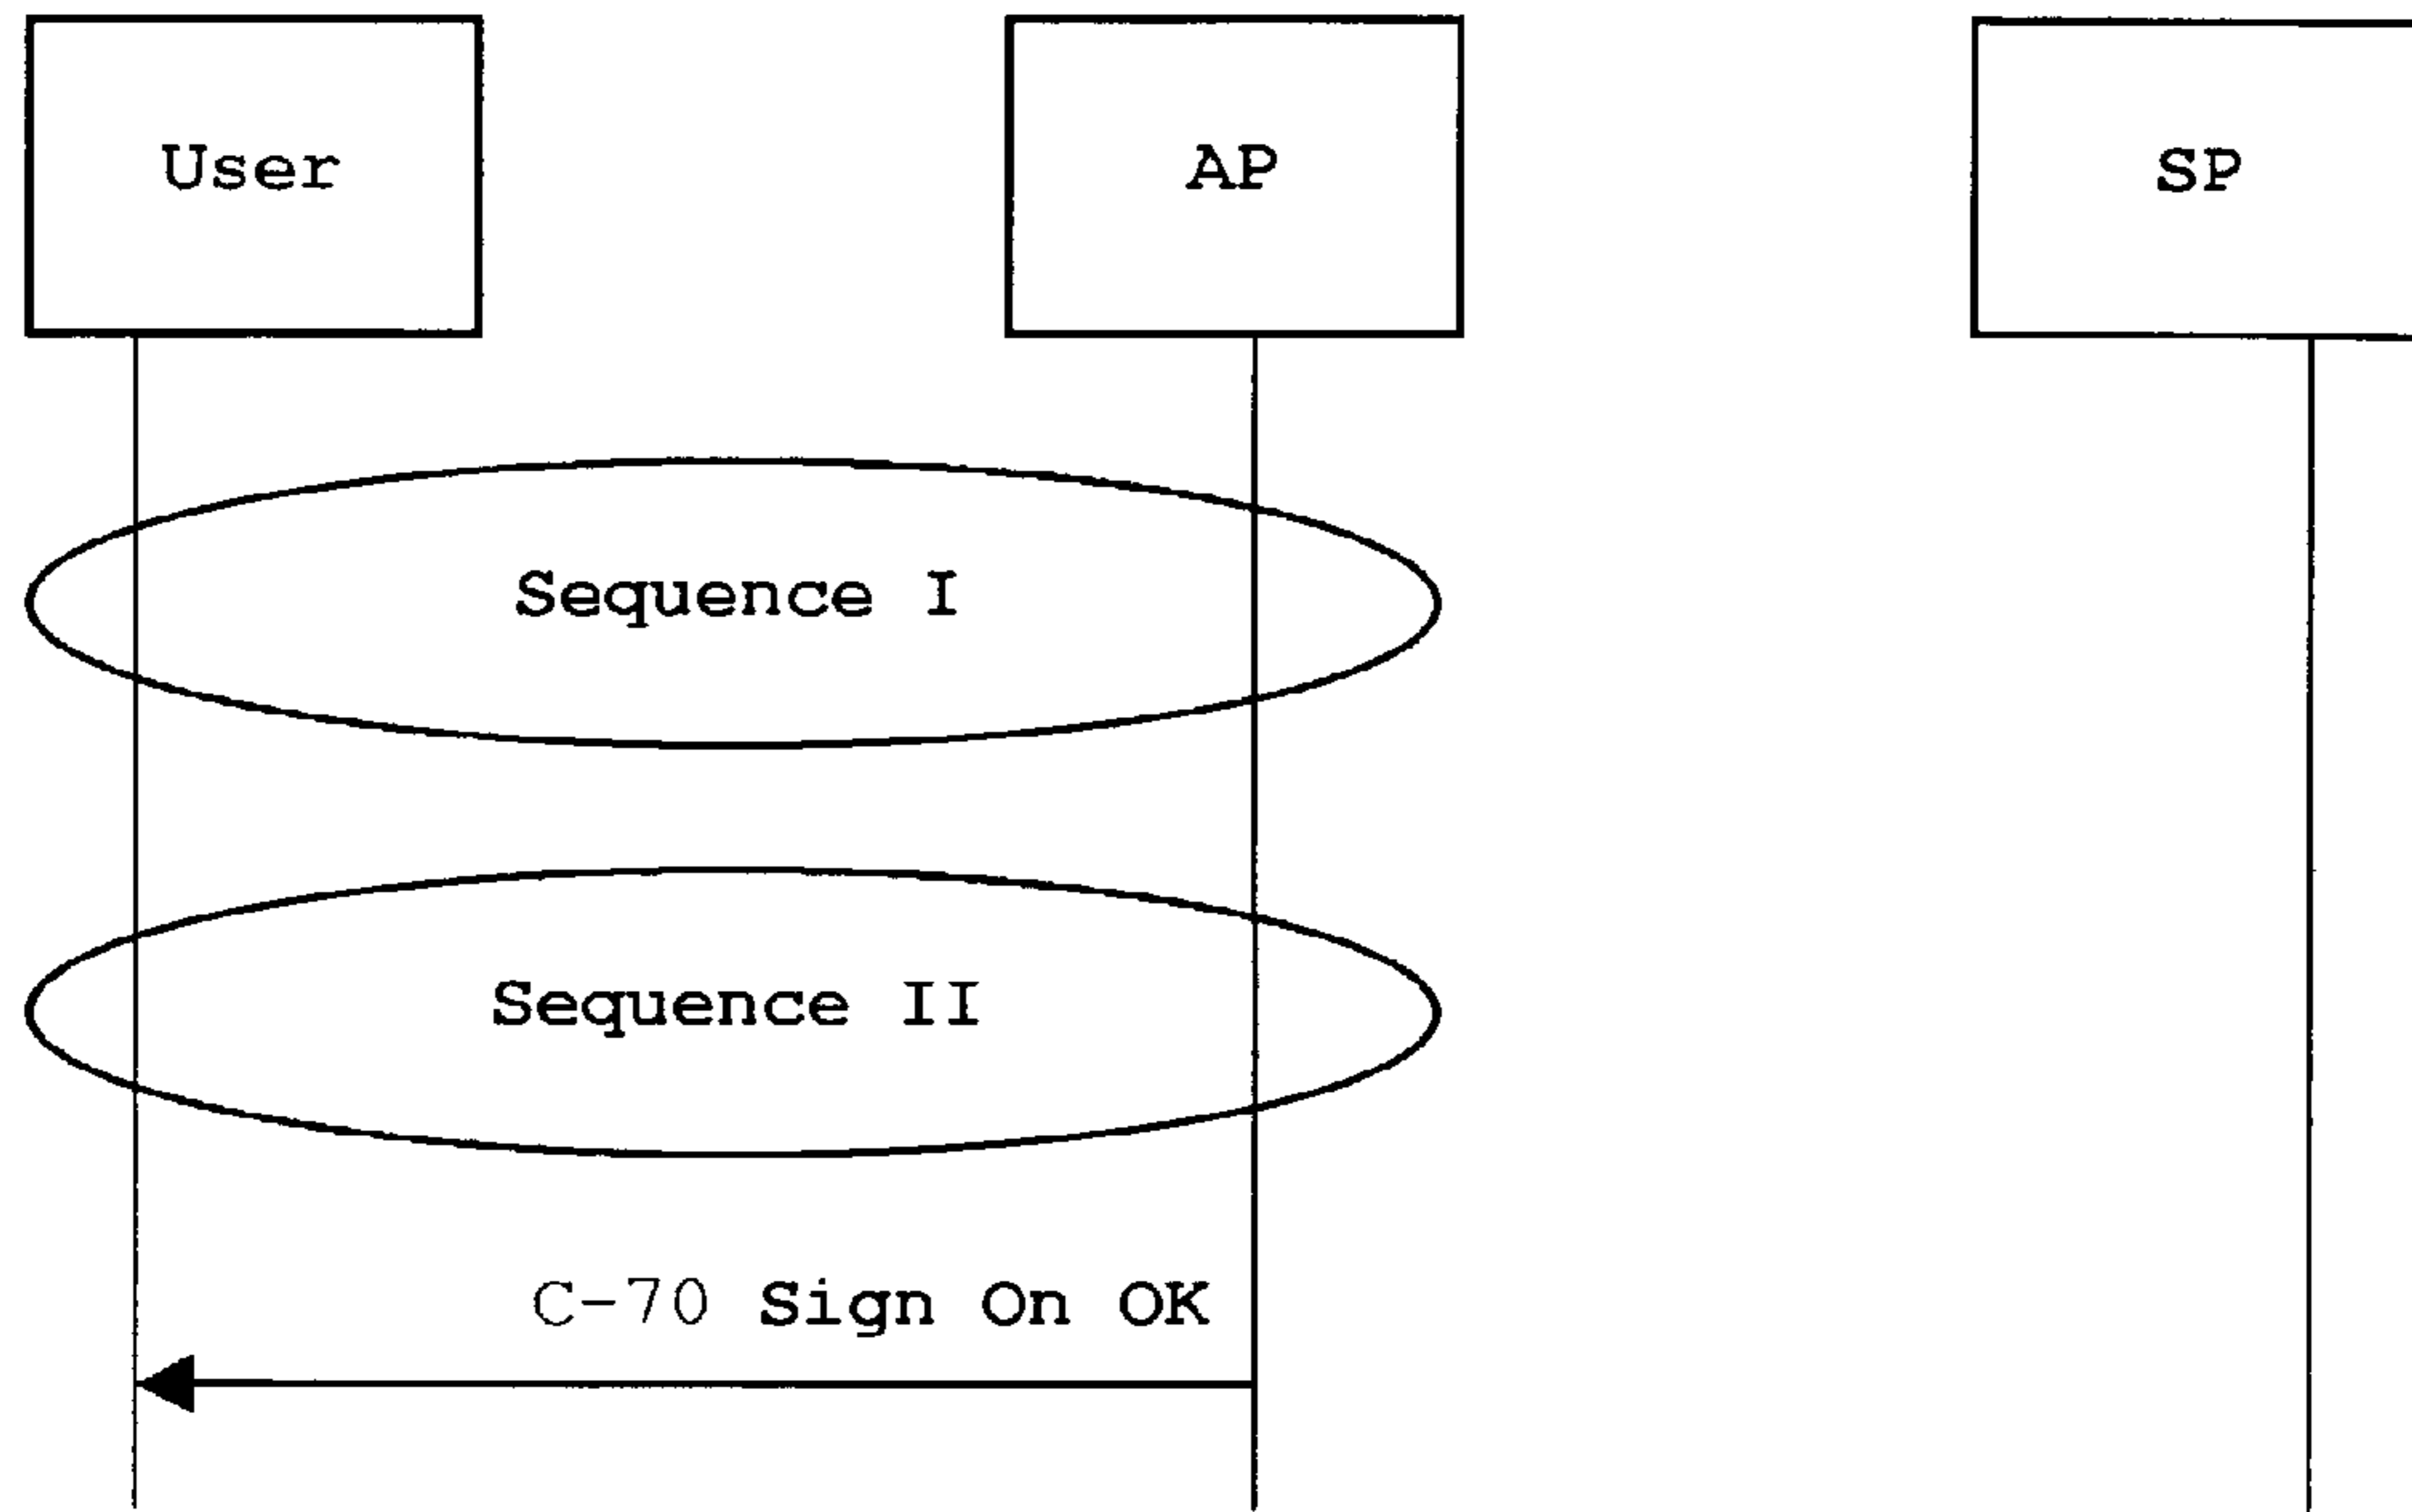 User AP SP
Sequence I
Sequence II
C-70 Sign On OK